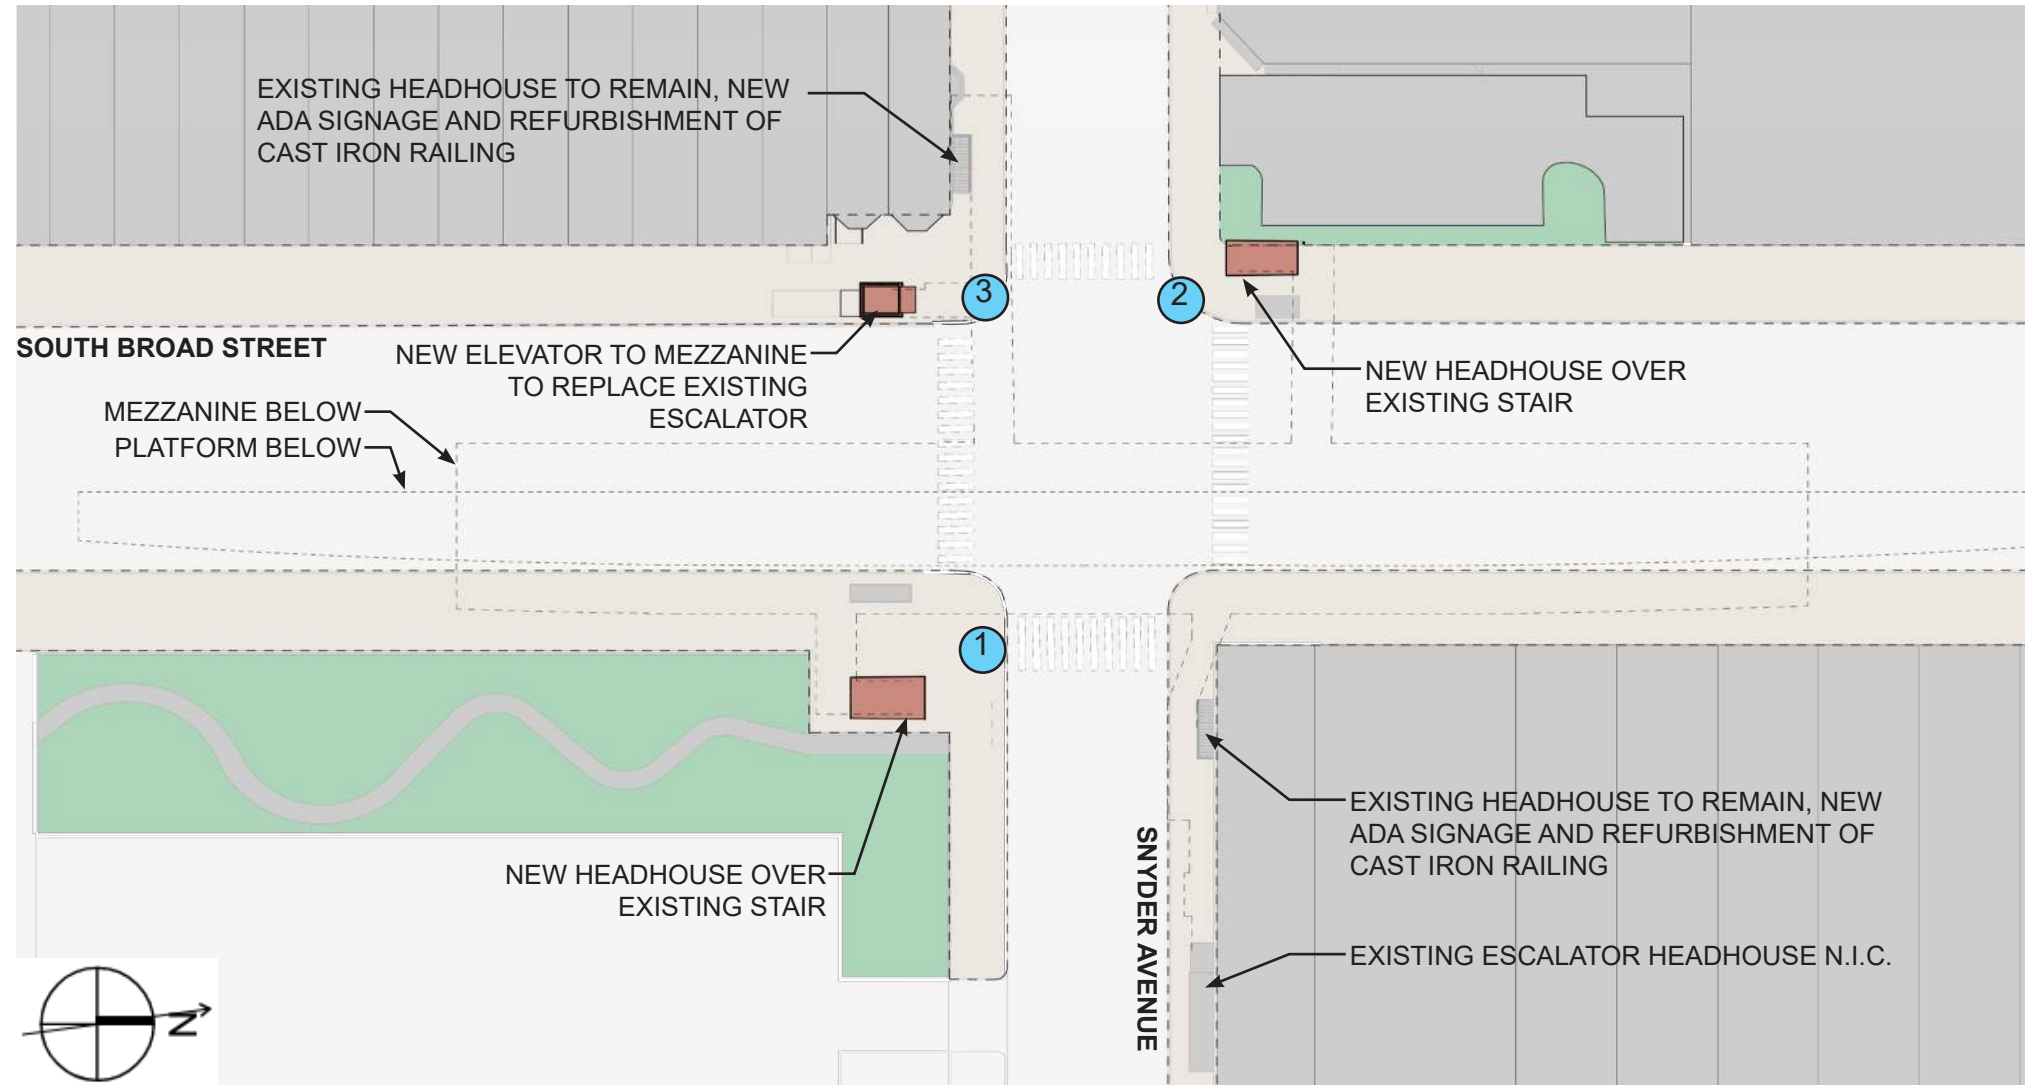 EXISTING HEADHOUSE TO REMAIN, NEW
ADA SIGNAGE AND REFURBISHMENT OF
CAST IRON RAILING
3
2
SOUTH BROAD STREET
NEW ELEVATOR TO MEZZANINE
TO REPLACE EXISTING
ESCALATOR
NEW HEADHOUSE OVER
EXISTING STAIR
MEZZANINE BELOW
PLATFORM BELOW
1
NEW HEADHOUSE OVER
EXISTING STAIR
SNYDER AVENUE
EXISTING HEADHOUSE TO REMAIN, NEW
ADA SIGNAGE AND REFURBISHMENT OF
CAST IRON RAILING
EXISTING ESCALATOR HEADHOUSE N.I.C.
N